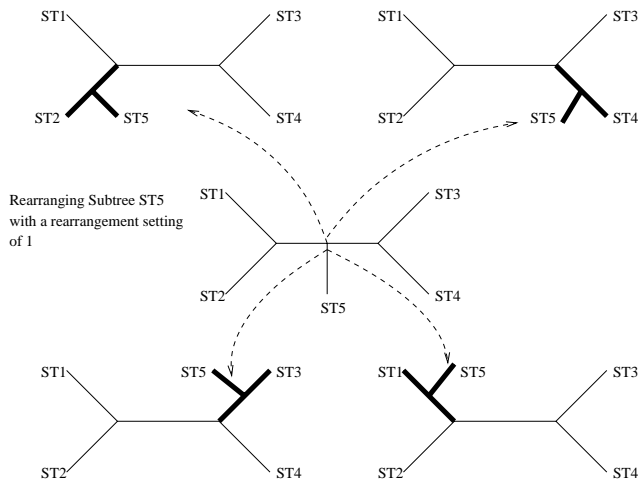 ST1
ST3
ST1
ST3
ST2
ST5
ST4
ST2
ST5
ST4
Rearranging Subtree ST5
with a rearrangement setting
of 1
ST1
ST3
ST2
ST4
ST5
ST1
ST5
ST3
ST1
ST5
ST3
ST2
ST4
ST2
ST4